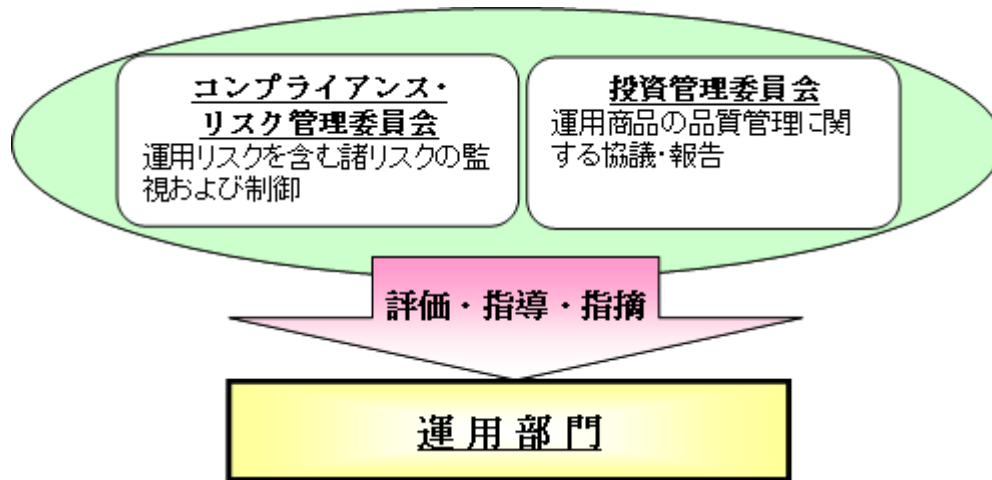 コンプライアンス・
リスク管理委員会
運用リスクを含む諸リスクの監
視および制御
投資管理委員会
運用商品の品質管理に関
する協議・報告
評価・指導・指摘
運用部門